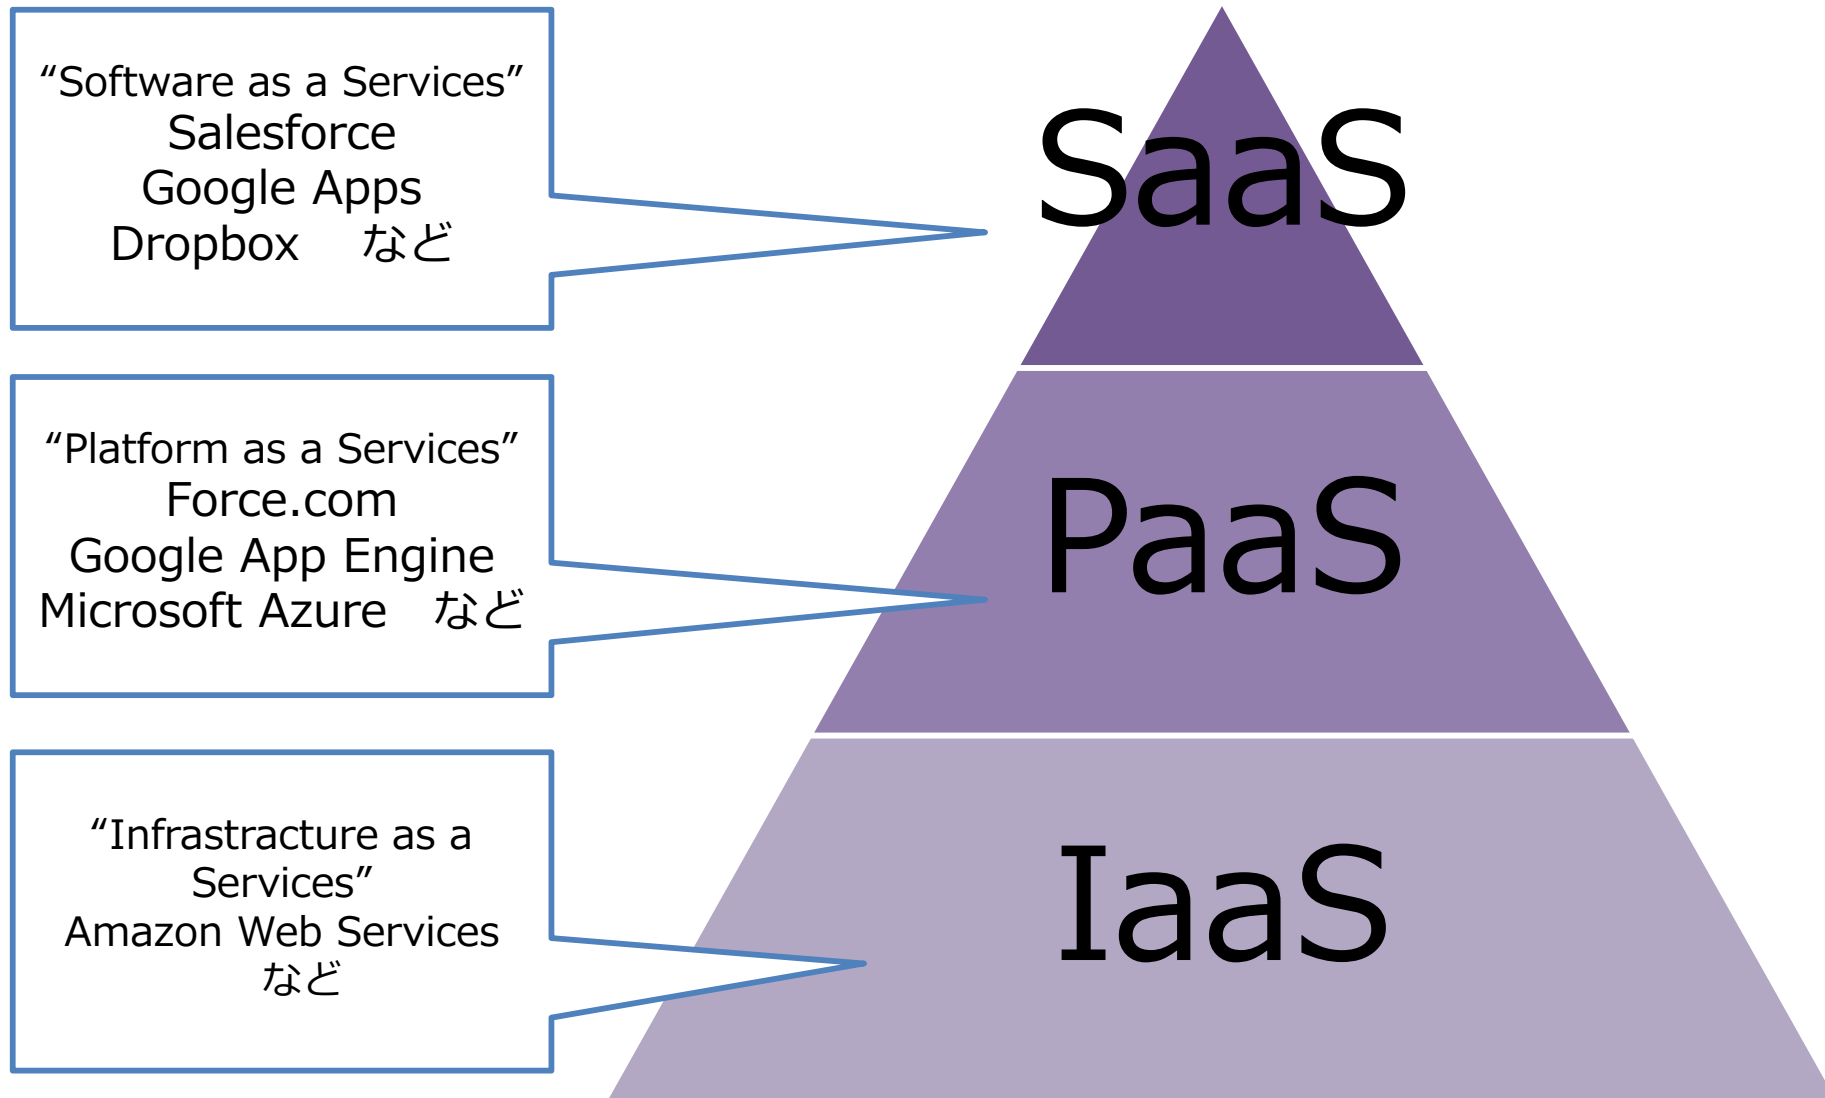 “Software as a Services”
Salesforce
Google Apps
Dropbox　など
SaaS
“Platform as a Services”
Force.com
Google App Engine
Microsoft Azure　など
PaaS
“Infrastracture as a
Services”
Amazon Web Services
など
IaaS